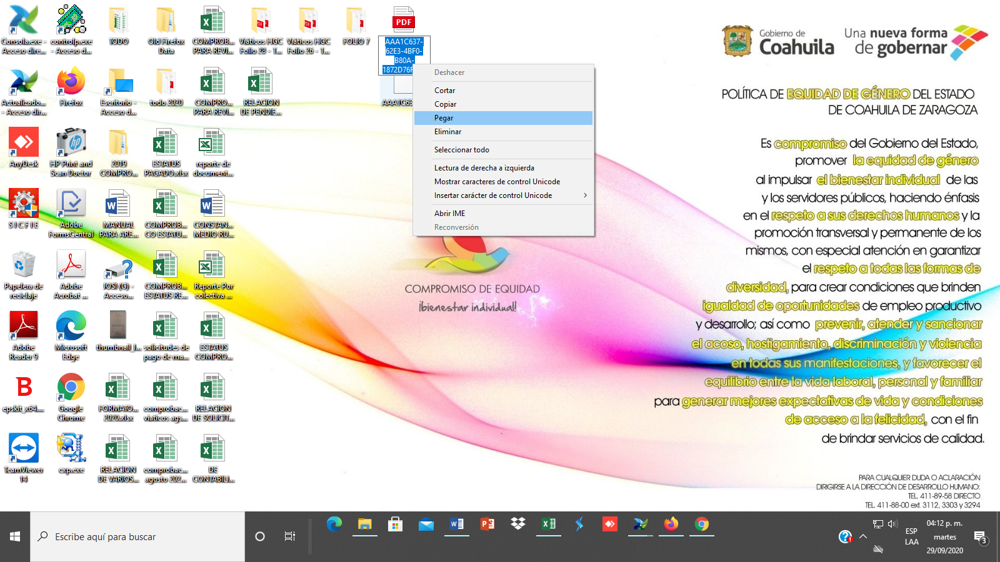 Consola.exe - Acceso dire...
controlp.exe - Acceso d...
TODO
Old Firefox Data
COMPROB... PARA REVI...
Viaticos HGC Folio 28 - T...
Viaticos HGC Folio 26 - T...
FOLIO 7
PDF
AAA1C637-
62E3-4BF0-
B80A-
Actualizado... - Acceso dir...
Firefox
Escritorio - Acceso d...
todo 2020
COMPRO... PARA REVI...
RELACION DE PENDIE...
AnyDesk
HP Print and Scan Doctor
2019 COMPRO...
ESTATUS PAGADO.xlsx
reporte de document...
S I C F I E
Adobe FormsCentral
MANUAL PARA ARE...
COMPROB... CO ESTATU...
CONSTAN... MEDIO RU...
Papelera de reciclaje
Adobe Acrobat ...
JOSI (G) - Acceso...
COMPROB... ESTATUS RE...
Reporte Por colectiva ...
Adobe Reader 9
Microsoft Edge
thumbnail_I...
solicitudes de pago de ma...
ESTATUS COMPRO...
epskit_x64....
Google Chrome
FORMATO... 2020.xlsx
comprobac... viaticos ags...
RELACION DE SOLICIT...
TeamViewer 14
cxp.exe
RELACION DE VARIOS...
comprobac... agosto 202...
DE CONTABILI...
Deshacer
Cortar
Copiar
Pegar
Eliminar
Seleccionar todo
Lectura de derecha a izquierda
Mostrar caracteres de control Unicode
Insertar carácter de control Unicode
Abrir IME
Reconversión
COMPROMISO DE EQUIDAD
¡bienestar individual!
Gobierno de
Coahuila
Una nueva forma
de gobernar
POLÍTICA DE EQUIDAD DE GÉNERO DEL ESTADO
DE COAHUILA DE ZARAGOZA
Es compromiso del Gobierno del Estado,
promover la equidad de género
al impulsar el bienestar individual de las
y los servidores públicos, haciendo énfasis
en el respeto a sus derechos humanos y la
promoción transversal y permanente de los
mismos, con especial atención en garantizar
el respeto a todas las formas de
diversidad, para crear condiciones que brinden
igualdad de oportunidades de empleo productivo
y desarrollo; así como prevenir, atender y sancionar
el acoso, hostigamiento, discriminación y violencia
en todas sus manifestaciones, y favorecer el
equilibrio entre la vida laboral, personal y familiar
para generar mejores expectativas de vida y condiciones
de acceso a la felicidad, con el fin
de brindar servicios de calidad.
PARA CUALQUIER DUDA O ACLARACIÓN
DIRIGIRSE A LA DIRECCIÓN DE DESARROLLO HUMANO:
TEL. 411-89-58 DIRECTO
TEL. 411-88-00 ext. 3112, 3303 y 3294
Escribe aquí para buscar
ESP
LAA
04:12 p. m.
martes
29/09/2020
3